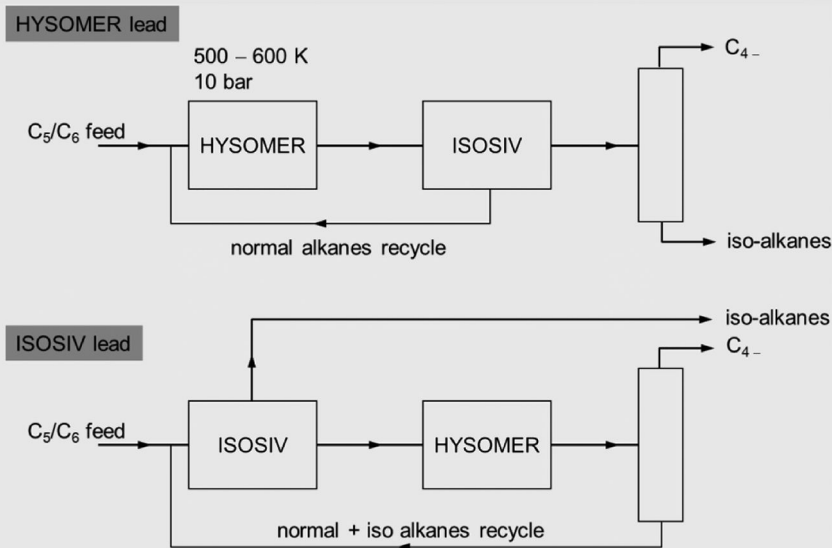 HYSOMER lead
500 – 600 K
10 bar
C₄₋
C₅/C₆ feed
HYSOMER
ISOSIV
normal alkanes recycle
iso-alkanes
iso-alkanes
ISOSIV lead
C₄₋
C₅/C₆ feed
ISOSIV
HYSOMER
normal + iso alkanes recycle